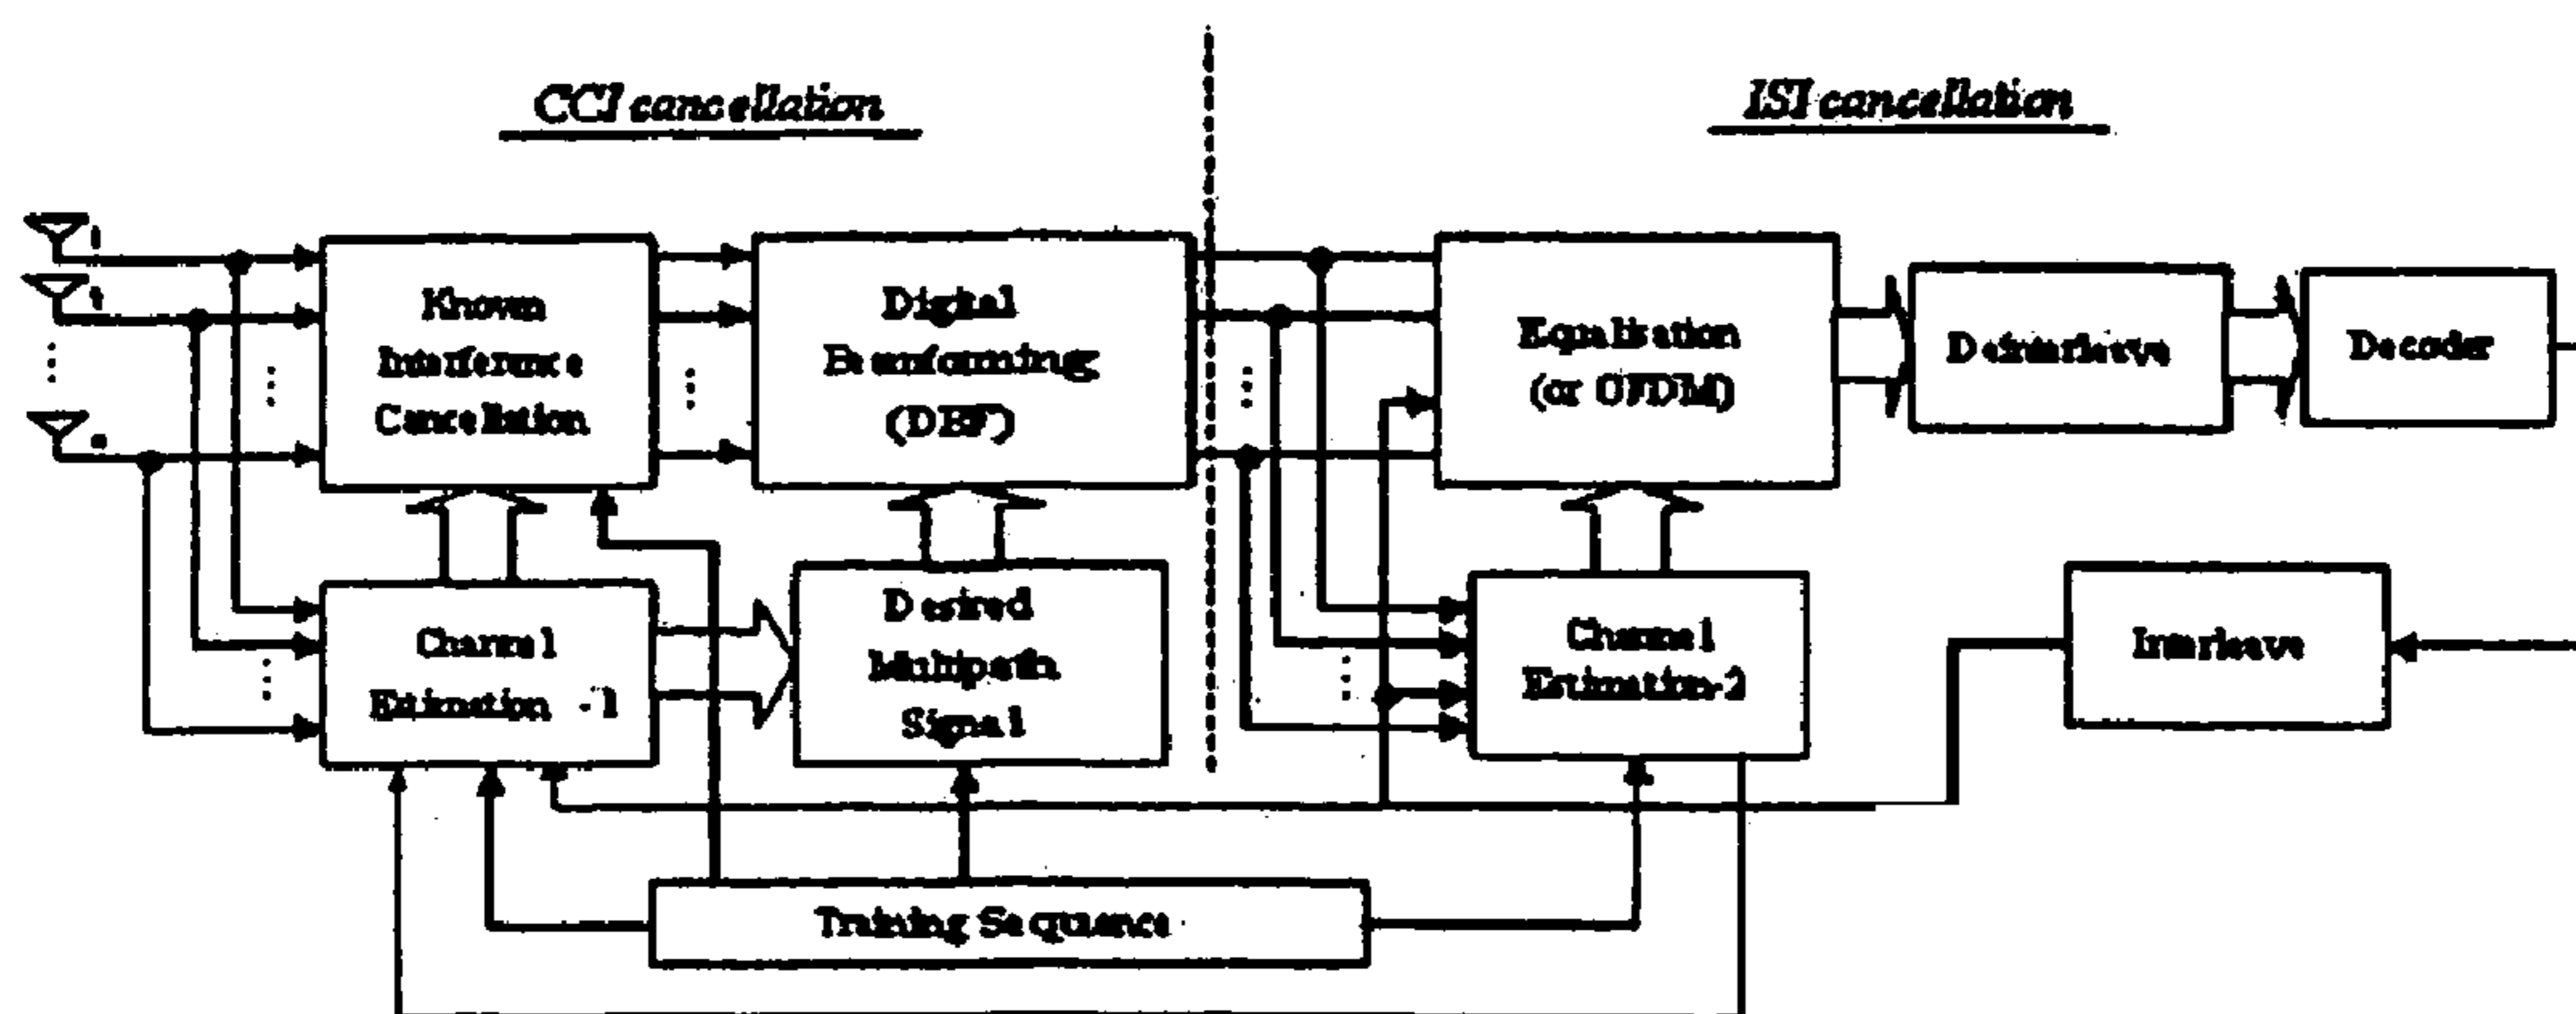 CCI cancellation
ISI cancellation
1
Known
Interference
Cancellation
Digital
Beamforming
(DBF)
Equalisation
(or OFDM)
Deinterleave
Decoder
Channel
Estimation -1
Desired
Multipath
Signal
Channel
Estimation-2
Interleave
Training Sequence